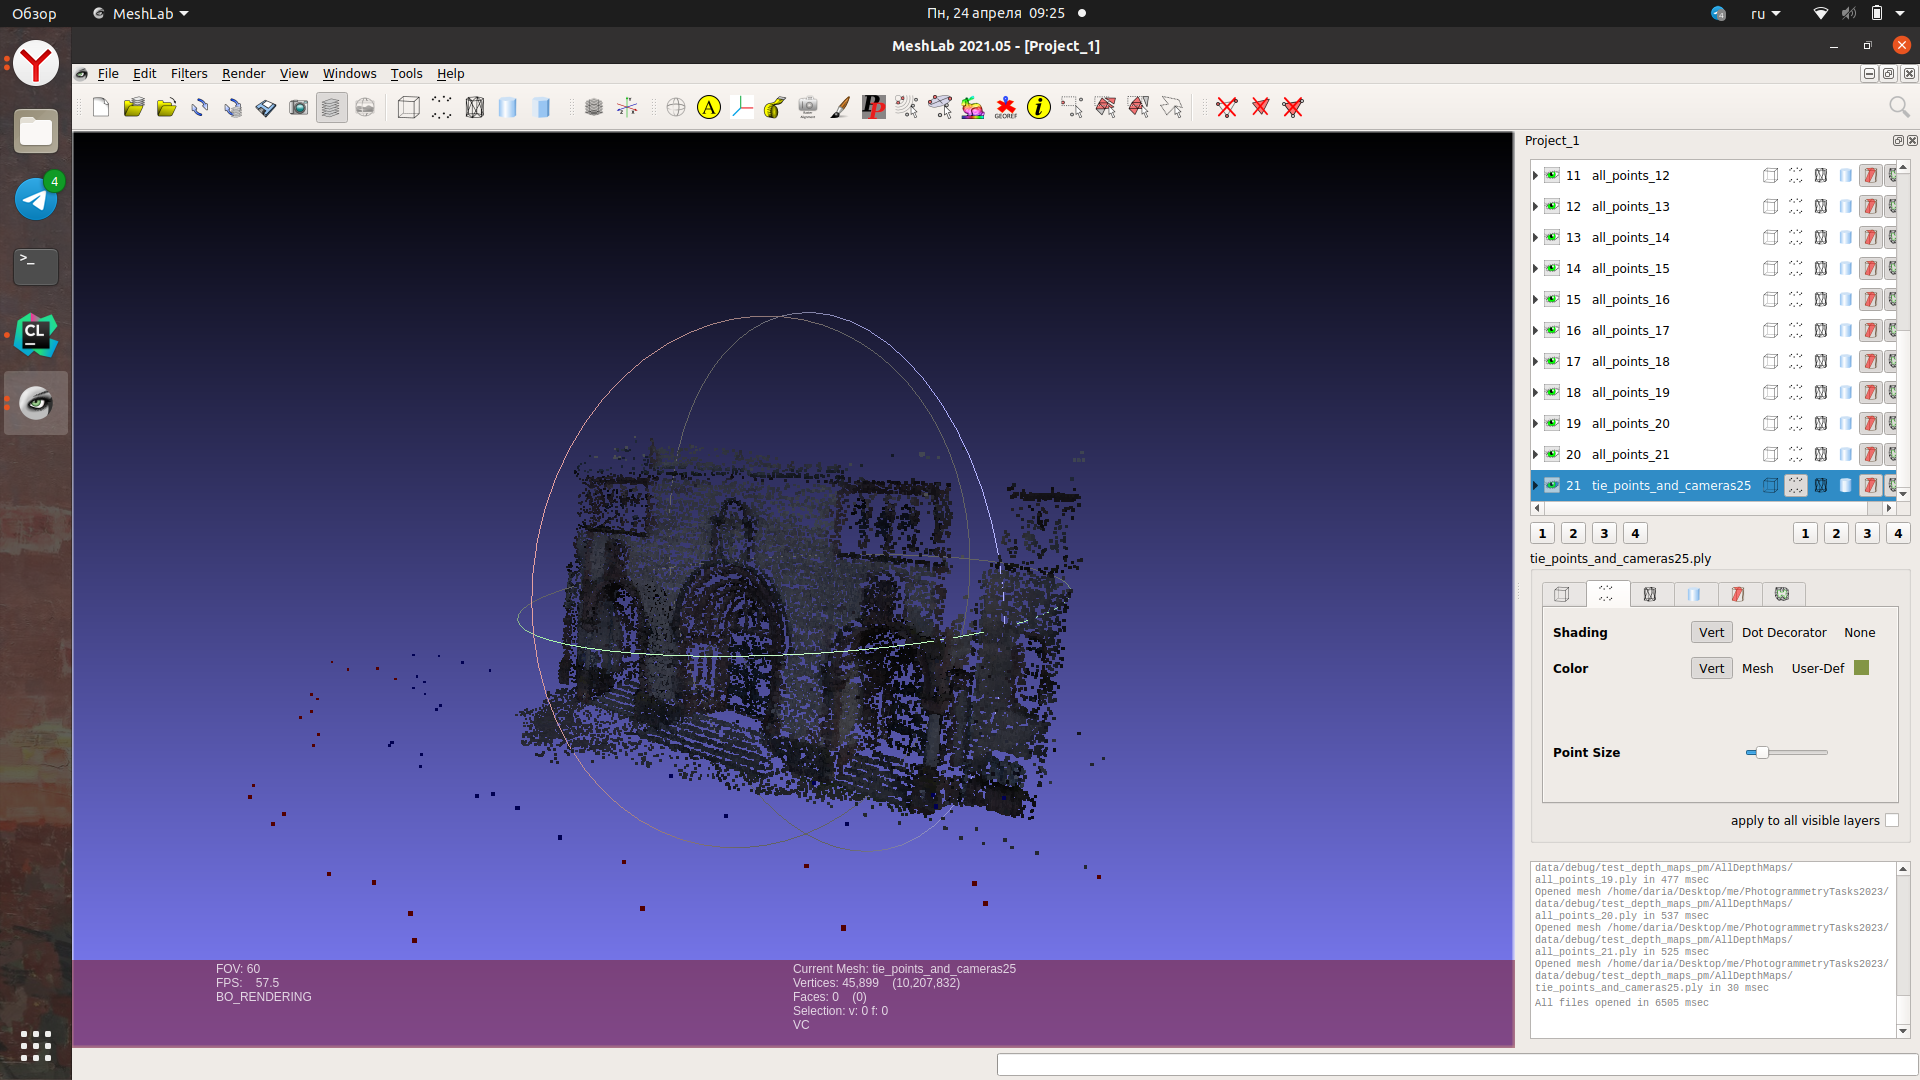 Обзор
MeshLab
Пн, 24 апреля 09:25
ru
MeshLab 2021.05 - [Project_1]
File Edit Filters Render View Windows Tools Help
A
PP
GEOREF
i
4
>_
CL
Project_1
11 all_points_12
12 all_points_13
13 all_points_14
14 all_points_15
15 all_points_16
16 all_points_17
17 all_points_18
18 all_points_19
19 all_points_20
20 all_points_21
21 tie_points_and_cameras25
1 2 3 4 1 2 3 4
tie_points_and_cameras25.ply
Shading Vert Dot Decorator None
Color Vert Mesh User-Def
Point Size
apply to all visible layers
data/debug/test_depth_maps_pm/AllDepthMaps/
all_points_19.ply in 477 msec
Opened mesh /home/daria/Desktop/me/PhotogrammetryTasks2023/
data/debug/test_depth_maps_pm/AllDepthMaps/
all_points_20.ply in 537 msec
Opened mesh /home/daria/Desktop/me/PhotogrammetryTasks2023/
data/debug/test_depth_maps_pm/AllDepthMaps/
all_points_21.ply in 525 msec
Opened mesh /home/daria/Desktop/me/PhotogrammetryTasks2023/
data/debug/test_depth_maps_pm/AllDepthMaps/
tie_points_and_cameras25.ply in 30 msec
All files opened in 6505 msec
FOV: 60
FPS: 57.5
BO_RENDERING
Current Mesh: tie_points_and_cameras25
Vertices: 45,899 (10,207,832)
Faces: 0 (0)
Selection: v: 0 f: 0
VC